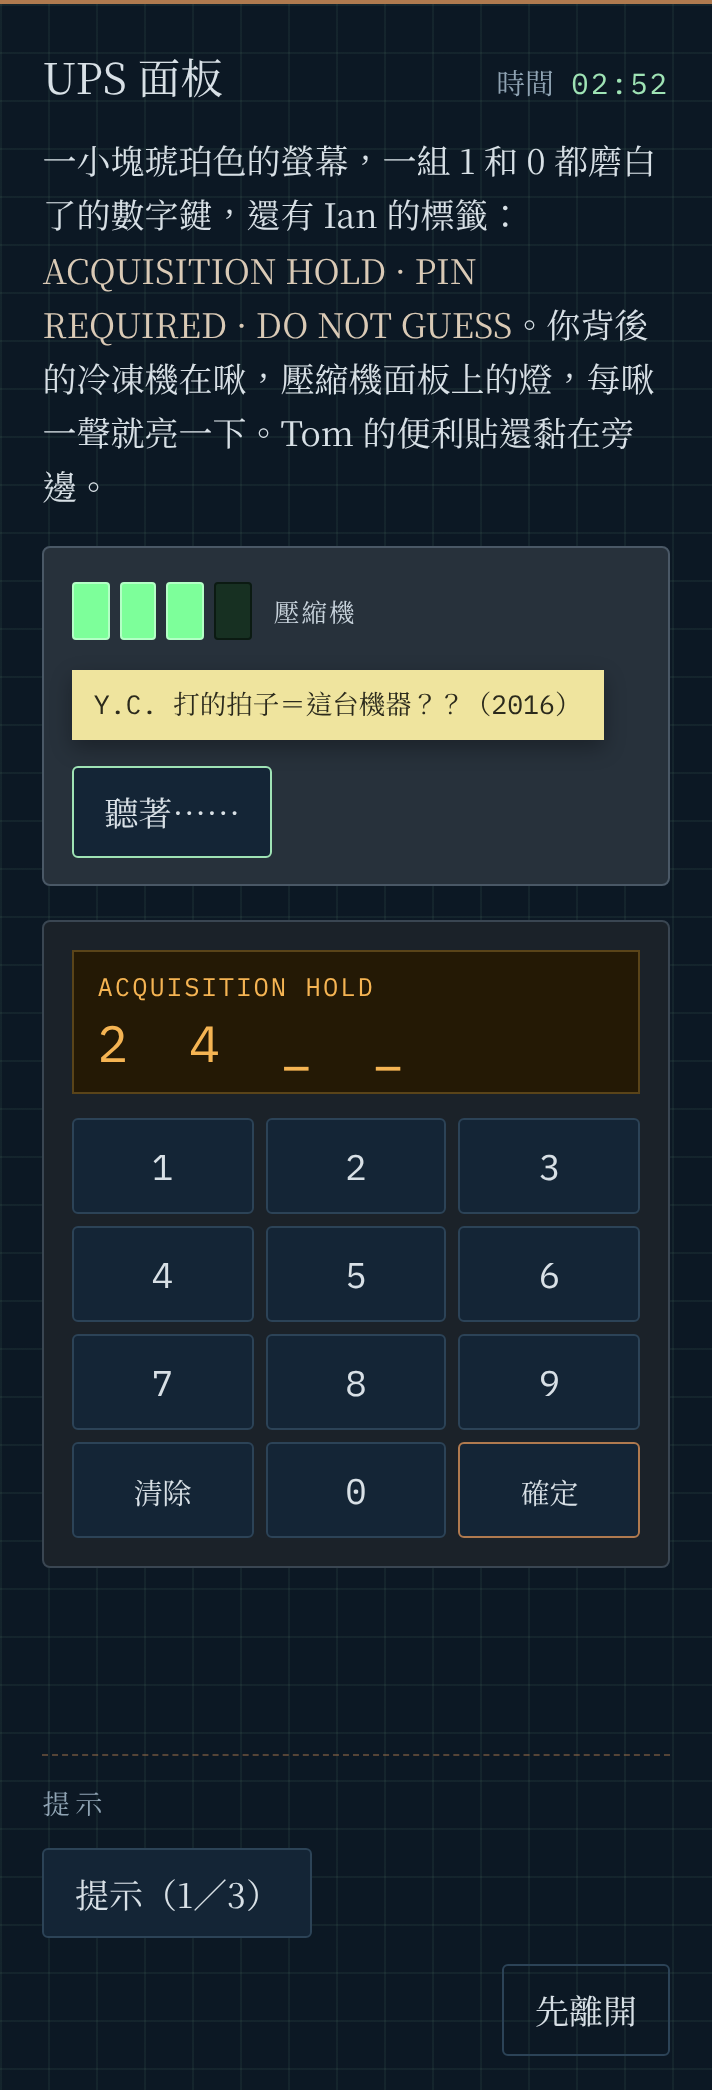 UPS 面板
時間 02:52
一小塊琥珀色的螢幕，一組 1 和 0 都磨白
了的數字鍵，還有 Ian 的標籤：
ACQUISITION HOLD · PIN
REQUIRED · DO NOT GUESS。你背後
的冷凍機在啾，壓縮機面板上的燈，每啾
一聲就亮一下。Tom 的便利貼還黏在旁
邊。
壓縮機
Y.C. 打的拍子＝這台機器？？（2016）
聽著⋯⋯
ACQUISITION HOLD
2 4 _ _
1 2 3
4 5 6
7 8 9
清除 0 確定
提示
提示（1／3）
先離開